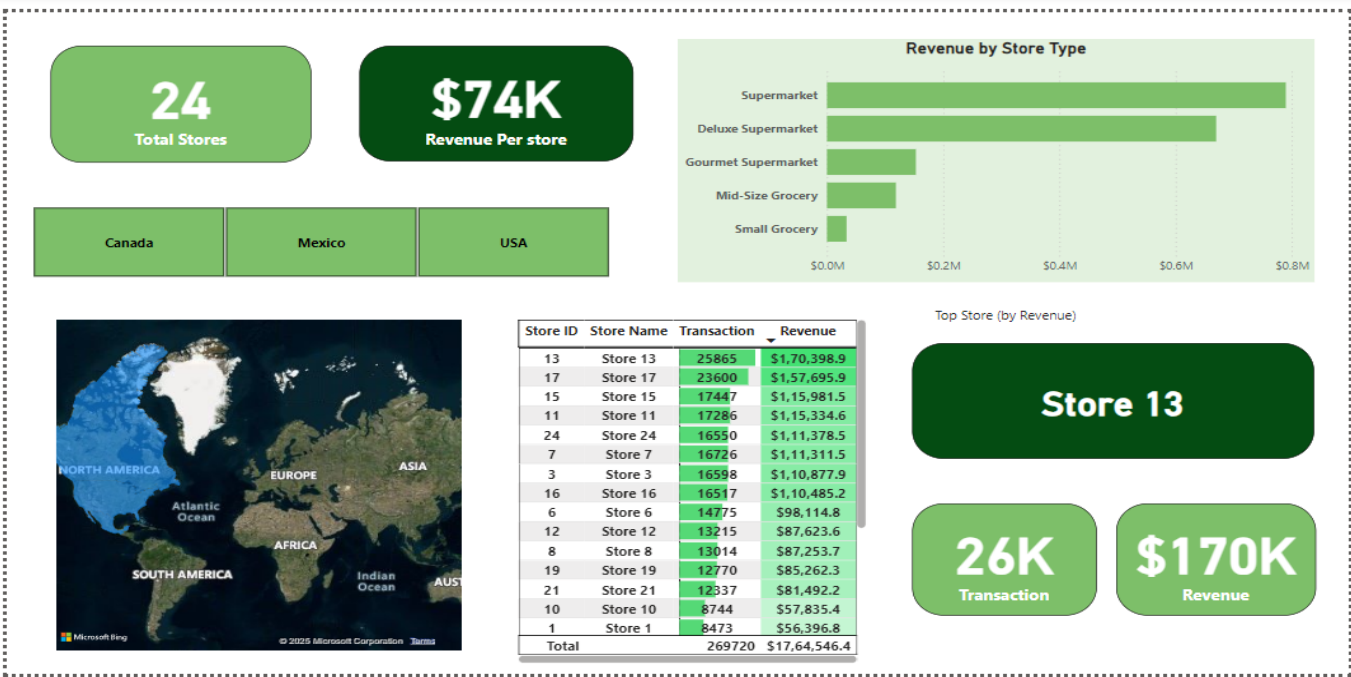 24
Total Stores
$74K
Revenue Per store
Canada
Mexico
USA
Revenue by Store Type
Supermarket
Deluxe Supermarket
Gourmet Supermarket
Mid-Size Grocery
Small Grocery
$0.0M $0.2M $0.4M $0.6M $0.8M
NORTH AMERICA
EUROPE
ASIA
Atlantic
Ocean
AFRICA
SOUTH AMERICA
Indian
Ocean
AUST
Microsoft Bing
© 2025 Microsoft Corporation Terms
Store ID Store Name Transaction Revenue
13 Store 13 25865 $1,70,398.9
17 Store 17 23600 $1,57,695.9
15 Store 15 17447 $1,15,981.5
11 Store 11 17286 $1,15,334.6
24 Store 24 16550 $1,11,378.5
7 Store 7 16726 $1,11,311.5
3 Store 3 16598 $1,10,877.9
16 Store 16 16517 $1,10,485.2
6 Store 6 14775 $98,114.8
12 Store 12 13215 $87,623.6
8 Store 8 13014 $87,253.7
19 Store 19 12770 $85,262.3
21 Store 21 12337 $81,492.2
10 Store 10 8744 $57,835.4
1 Store 1 8473 $56,396.8
Total 269720 $17,64,546.4
Top Store (by Revenue)
Store 13
26K
Transaction
$170K
Revenue